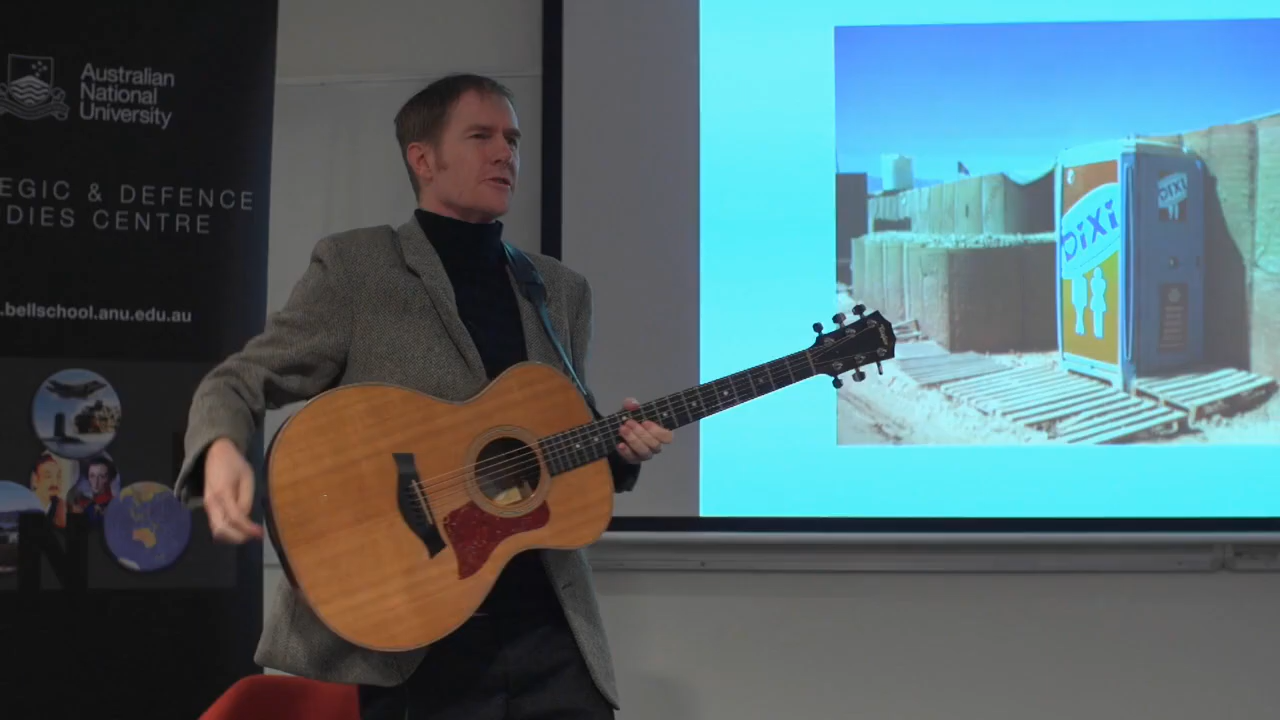 Australian
National
University
EGIC & DEFENCE
DIES CENTRE
.bellschool.anu.edu.au
N
DiXi
DIXI